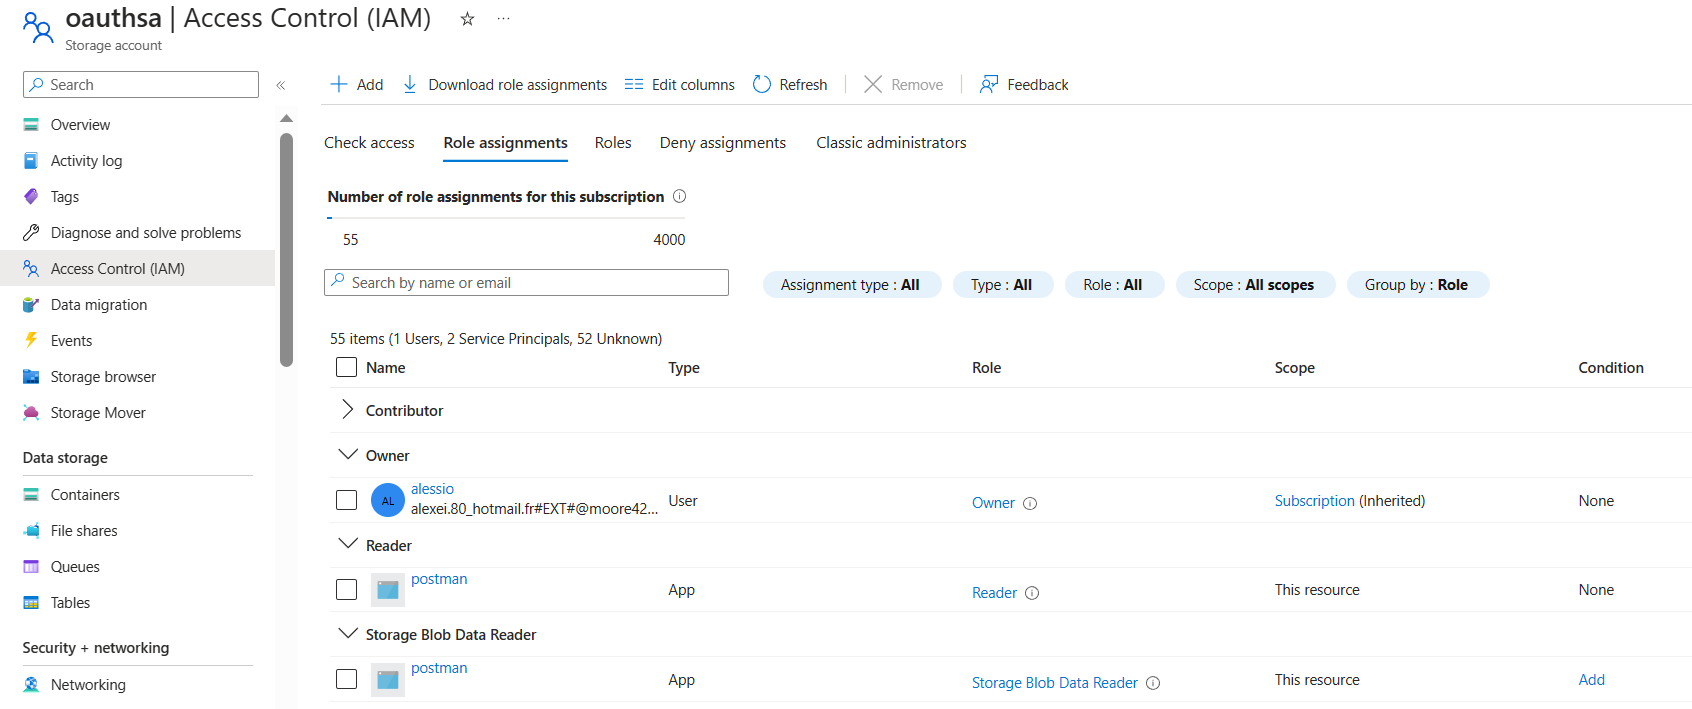 oauthsa | Access Control (IAM) ☆ ...
Storage account
Search «
+ Add Download role assignments Edit columns Refresh Remove Feedback
Overview
Activity log
Tags
Diagnose and solve problems
Access Control (IAM)
Data migration
Events
Storage browser
Storage Mover
Data storage
Containers
File shares
Queues
Tables
Security + networking
Networking
Check access Role assignments Roles Deny assignments Classic administrators
Number of role assignments for this subscription
55 4000
Search by name or email Assignment type : All Type : All Role : All Scope : All scopes Group by : Role
55 items (1 Users, 2 Service Principals, 52 Unknown)
Name Type Role Scope Condition
Contributor
Owner
AL alessio
alexei.80_hotmail.fr#EXT#@moore42... User Owner Subscription (Inherited) None
Reader
postman App Reader This resource None
Storage Blob Data Reader
postman App Storage Blob Data Reader This resource Add